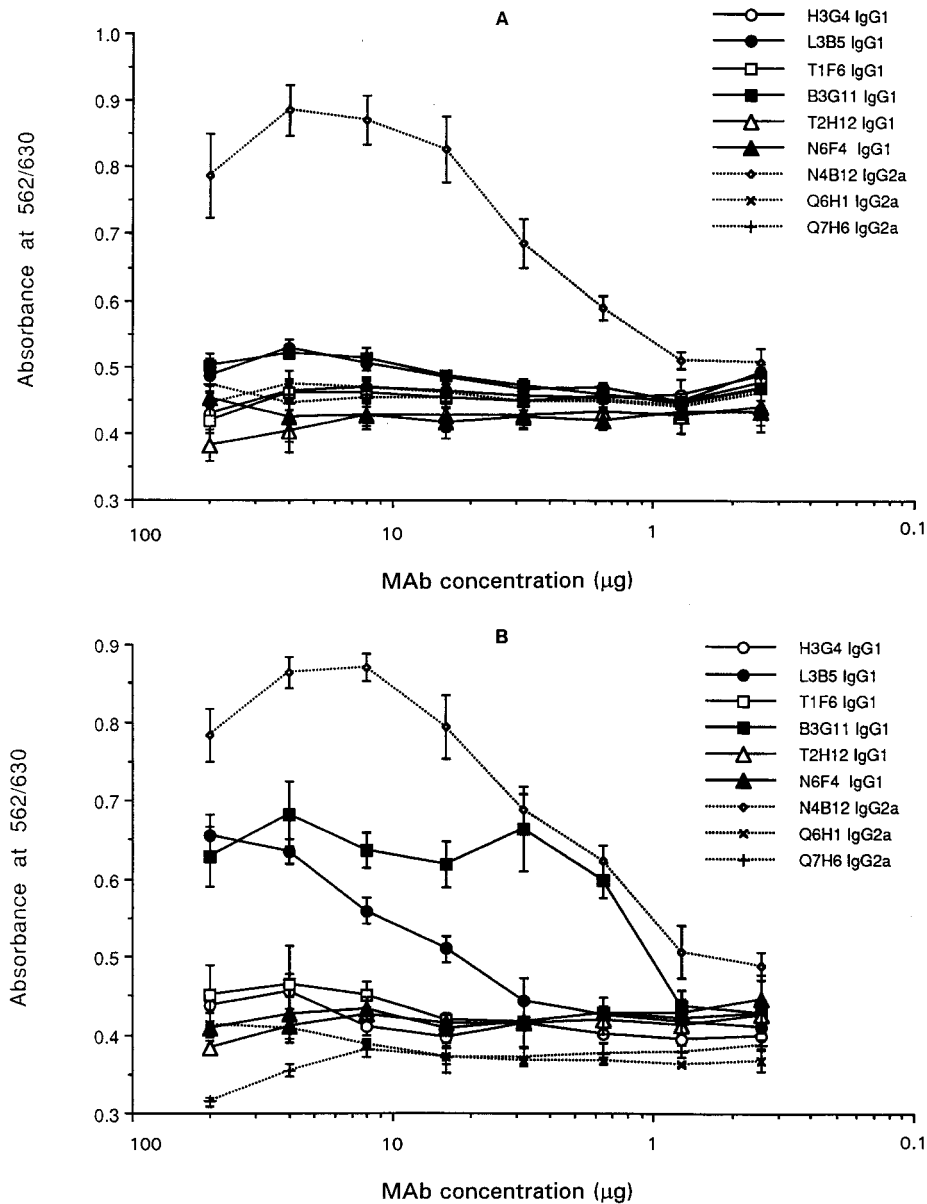 A
H3G4 IgG1
L3B5 IgG1
T1F6 IgG1
B3G11 IgG1
T2H12 IgG1
N6F4 IgG1
N4B12 IgG2a
Q6H1 IgG2a
Q7H6 IgG2a
Absorbance at 562/630
1.0
0.9
0.8
0.7
0.6
0.5
0.4
0.3
100
10
1
0.1
MAb concentration (µg)
B
H3G4 IgG1
L3B5 IgG1
T1F6 IgG1
B3G11 IgG1
T2H12 IgG1
N6F4 IgG1
N4B12 IgG2a
Q6H1 IgG2a
Q7H6 IgG2a
Absorbance at 562/630
0.9
0.8
0.7
0.6
0.5
0.4
0.3
100
10
1
0.1
MAb concentration (µg)